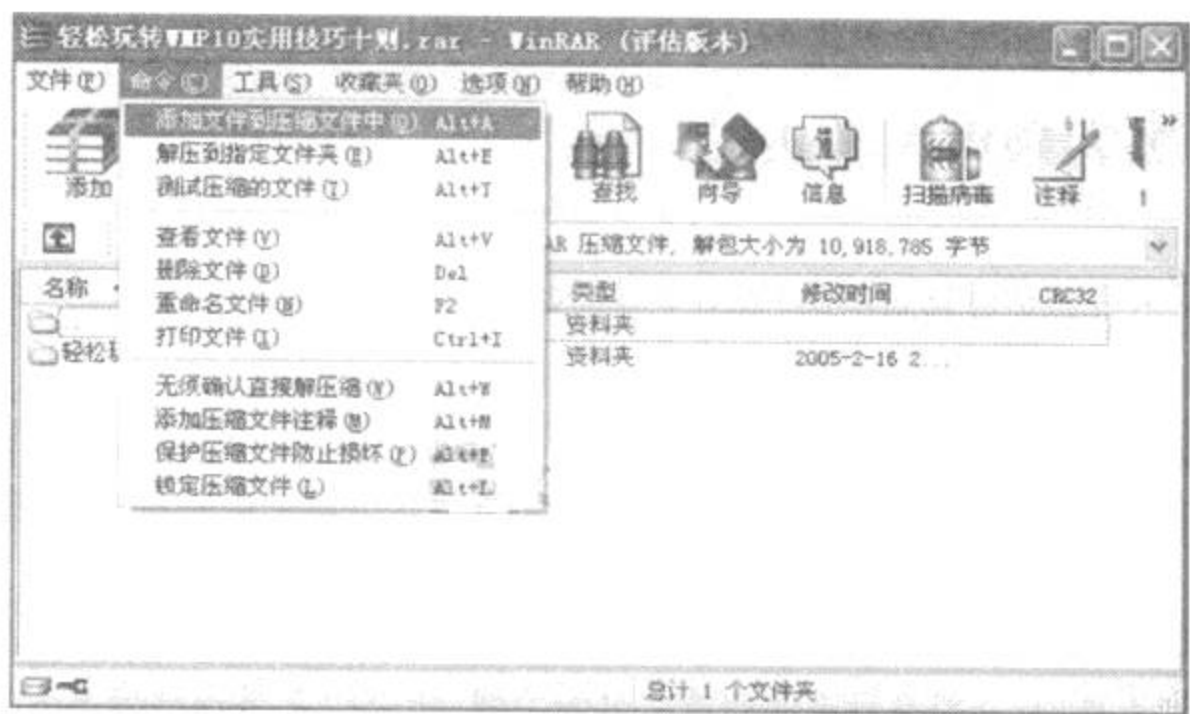 轻松玩转WMP10实用技巧十则.rar - WinRAR (评估版本)
文件(F) 命令(C) 工具(S) 收藏夹(O) 选项(N) 帮助(H)
添加文件到压缩文件中(Q) Alt+A
解压到指定文件夹(E) Alt+E
测试压缩的文件(T) Alt+T
查看文件(V) Alt+V
删除文件(D) Del
重命名文件(N) F2
打印文件(I) Ctrl+I
无须确认直接解压缩(W) Alt+W
添加压缩文件注释(M) Alt+M
保护压缩文件防止损坏(P) Alt+P
锁定压缩文件(L) Alt+L
添加 查找 向导 信息 扫描病毒 注释
AR 压缩文件, 解包大小为 10,918,785 字节
名称 类型 修改时间 CRC32
资料夹
轻松 资料夹 2005-2-16 2...
总计 1 个文件夹